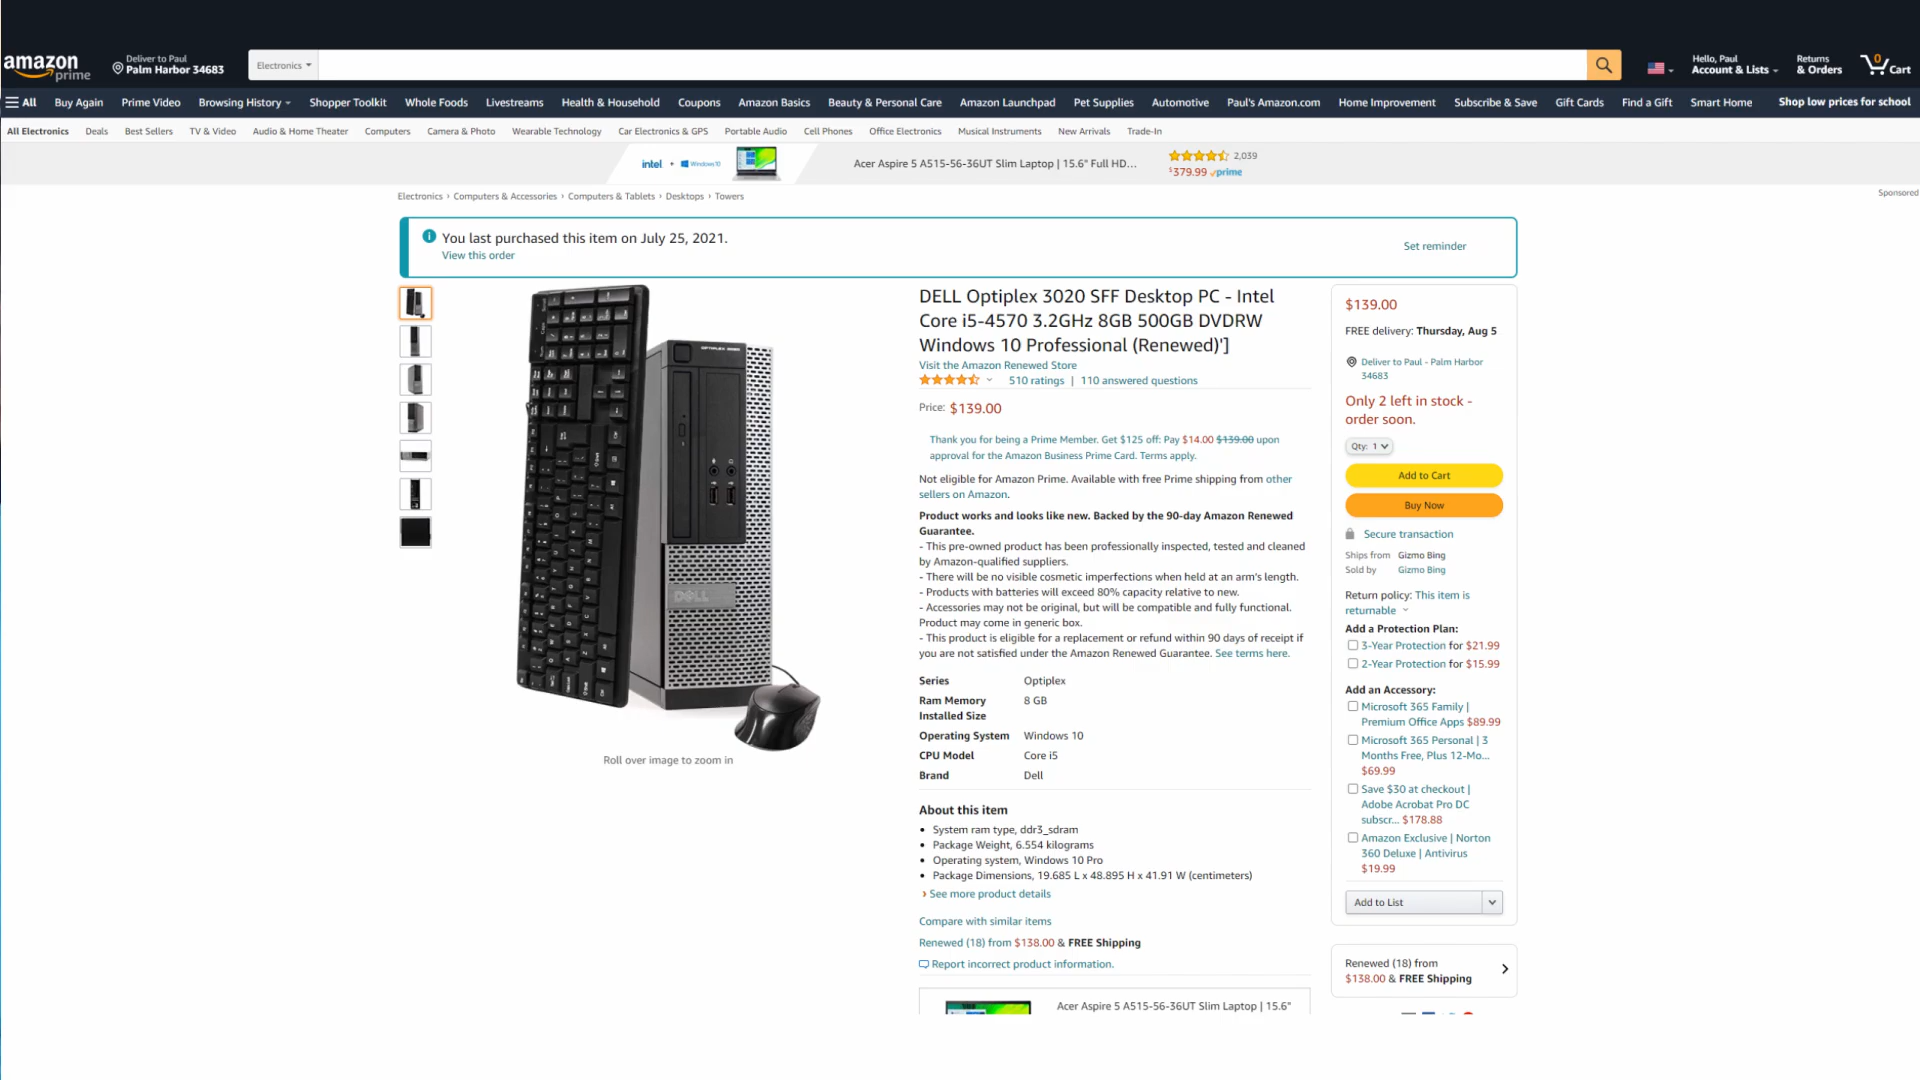 amazon
prime
Deliver to Paul
Palm Harbor 34683
Electronics
Hello, Paul
Account & Lists
Returns
& Orders
0
Cart
All
Buy Again
Prime Video
Browsing History
Shopper Toolkit
Whole Foods
Livestreams
Health & Household
Coupons
Amazon Basics
Beauty & Personal Care
Amazon Launchpad
Pet Supplies
Automotive
Paul's Amazon.com
Home Improvement
Subscribe & Save
Gift Cards
Find a Gift
Smart Home
Shop low prices for school
All Electronics
Deals
Best Sellers
TV & Video
Audio & Home Theater
Computers
Camera & Photo
Wearable Technology
Car Electronics & GPS
Portable Audio
Cell Phones
Office Electronics
Musical Instruments
New Arrivals
Trade-In
intel + Windows 10
Acer Aspire 5 A515-56-36UT Slim Laptop | 15.6" Full HD...
2,039
$379.99 prime
Sponsored
Electronics › Computers & Accessories › Computers & Tablets › Desktops › Towers
You last purchased this item on July 25, 2021.
View this order
Set reminder
OPTIPLEX 3020
DELL
Roll over image to zoom in
DELL Optiplex 3020 SFF Desktop PC - Intel
Core i5-4570 3.2GHz 8GB 500GB DVDRW
Windows 10 Professional (Renewed)']
Visit the Amazon Renewed Store
510 ratings | 110 answered questions
Price: $139.00
Thank you for being a Prime Member. Get $125 off: Pay $14.00 $139.00 upon
approval for the Amazon Business Prime Card. Terms apply.
Not eligible for Amazon Prime. Available with free Prime shipping from other
sellers on Amazon.
Product works and looks like new. Backed by the 90-day Amazon Renewed
Guarantee.
- This pre-owned product has been professionally inspected, tested and cleaned
by Amazon-qualified suppliers.
- There will be no visible cosmetic imperfections when held at an arm's length.
- Products with batteries will exceed 80% capacity relative to new.
- Accessories may not be original, but will be compatible and fully functional.
Product may come in generic box.
- This product is eligible for a replacement or refund within 90 days of receipt if
you are not satisfied under the Amazon Renewed Guarantee. See terms here.
Series Optiplex
Ram Memory 8 GB
Installed Size
Operating System Windows 10
CPU Model Core i5
Brand Dell
About this item
• System ram type, ddr3_sdram
• Package Weight, 6.554 kilograms
• Operating system, Windows 10 Pro
• Package Dimensions, 19.685 L x 48.895 H x 41.91 W (centimeters)
› See more product details
Compare with similar items
Renewed (18) from $138.00 & FREE Shipping
Report incorrect product information.
Acer Aspire 5 A515-56-36UT Slim Laptop | 15.6"
$139.00
FREE delivery: Thursday, Aug 5
Deliver to Paul - Palm Harbor
34683
Only 2 left in stock -
order soon.
Qty: 1
Add to Cart
Buy Now
Secure transaction
Ships from Gizmo Bing
Sold by Gizmo Bing
Return policy: This item is
returnable
Add a Protection Plan:
3-Year Protection for $21.99
2-Year Protection for $15.99
Add an Accessory:
Microsoft 365 Family |
Premium Office Apps $89.99
Microsoft 365 Personal | 3
Months Free, Plus 12-Mo...
$69.99
Save $30 at checkout |
Adobe Acrobat Pro DC
subscr... $178.88
Amazon Exclusive | Norton
360 Deluxe | Antivirus
$19.99
Add to List
Renewed (18) from
$138.00 & FREE Shipping